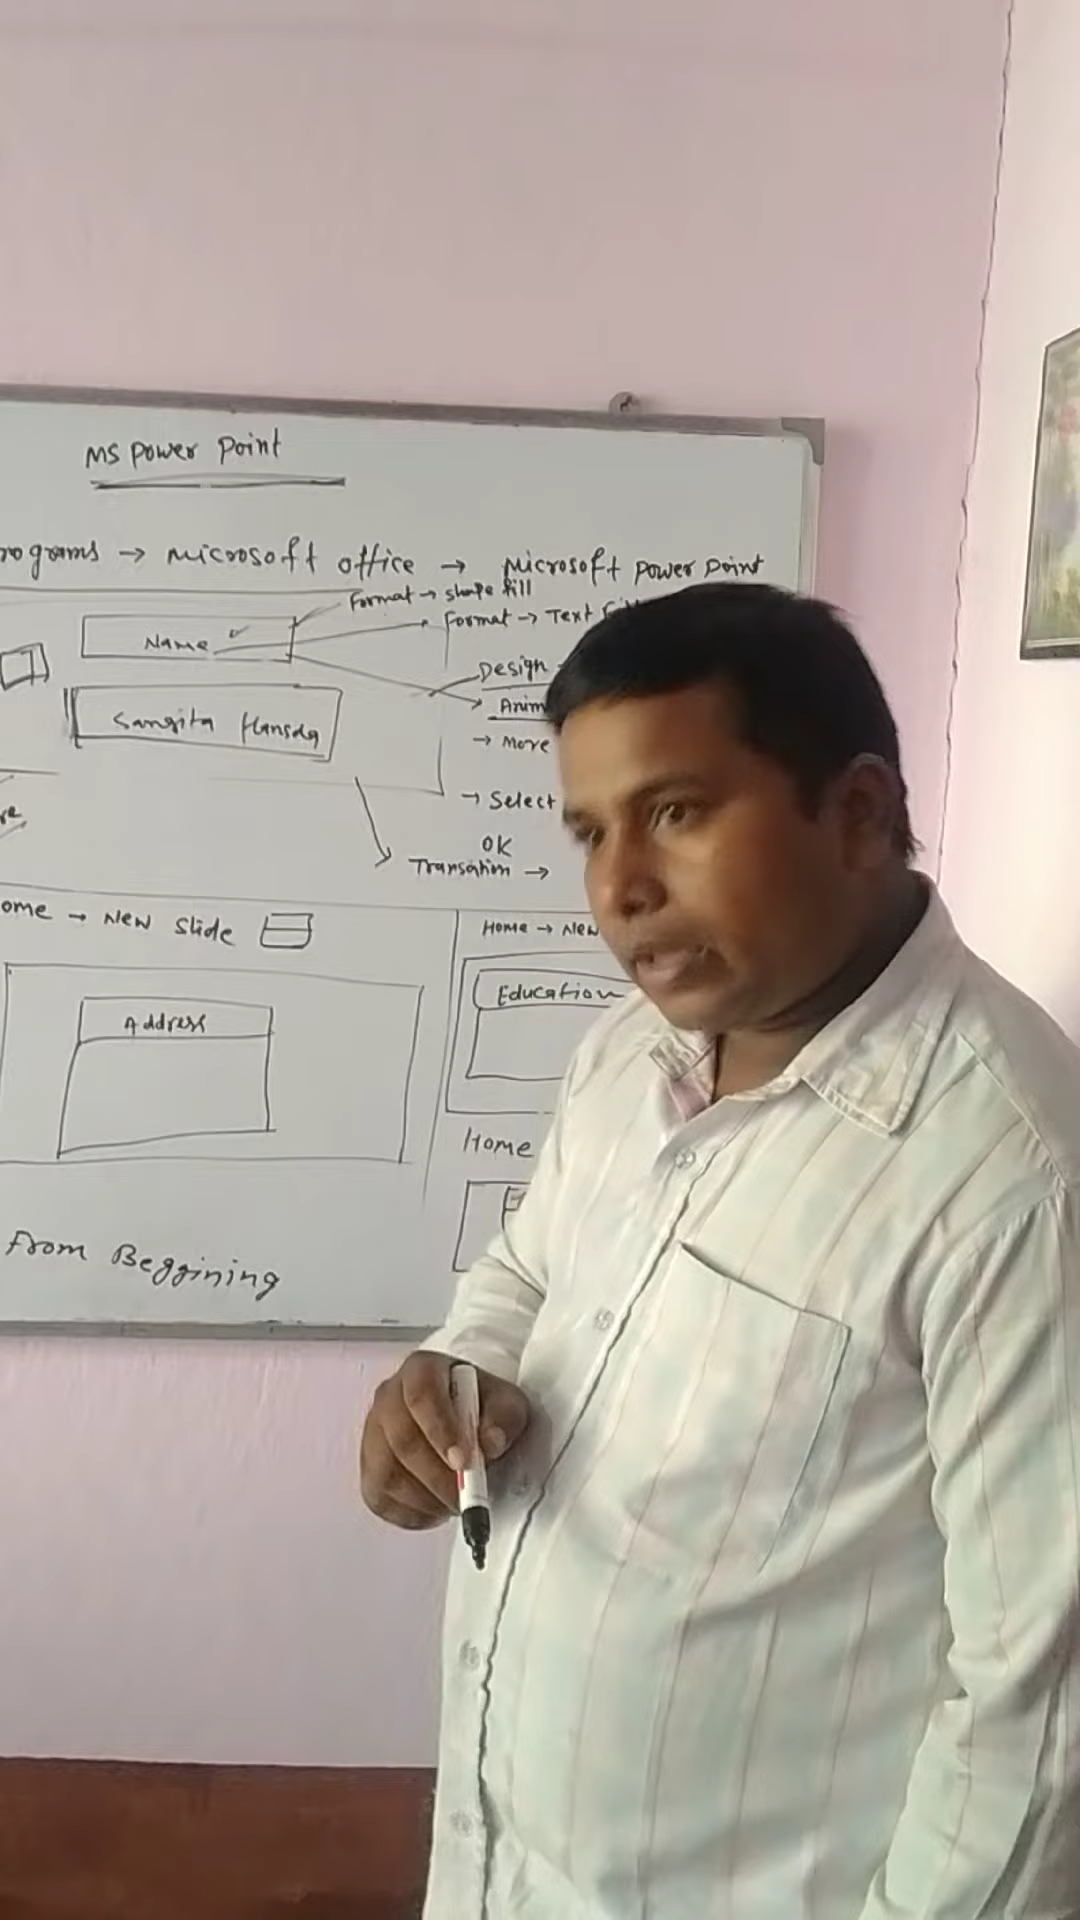 MS Power Point
rograms → Microsoft office → Microsoft power point
Format → shape fill
Format → Text
Name
Design
Anim
Sangita Hansda
→ More
→ Select
OK
Transation →
ome → New Slide
Home → New
Education
Address
Home
From Beggining